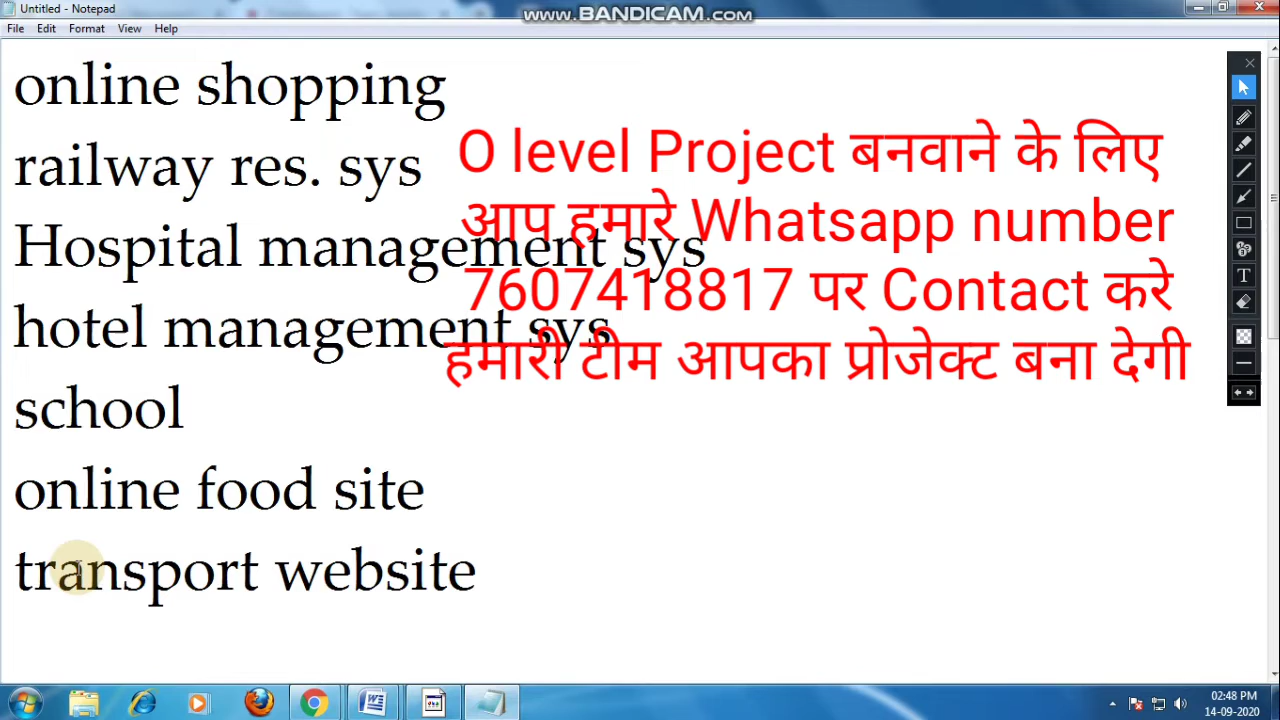 Untitled - Notepad
www.BANDICAM.com
File Edit Format View Help
online shopping
railway res. sys
Hospital management sys
hotel management sys
school
online food site
transport website
O level Project बनवाने के लिए
आप हमारे Whatsapp number
7607418817 पर Contact करे
हमारी टीम आपका प्रोजेक्ट बना देगी
02:48 PM
14-09-2020